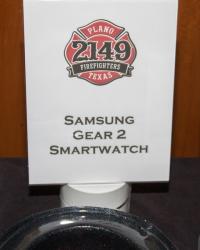 PLANO
2149
FIREFIGHTERS
TEXAS
SAMSUNG
GEAR 2
SMARTWATCH